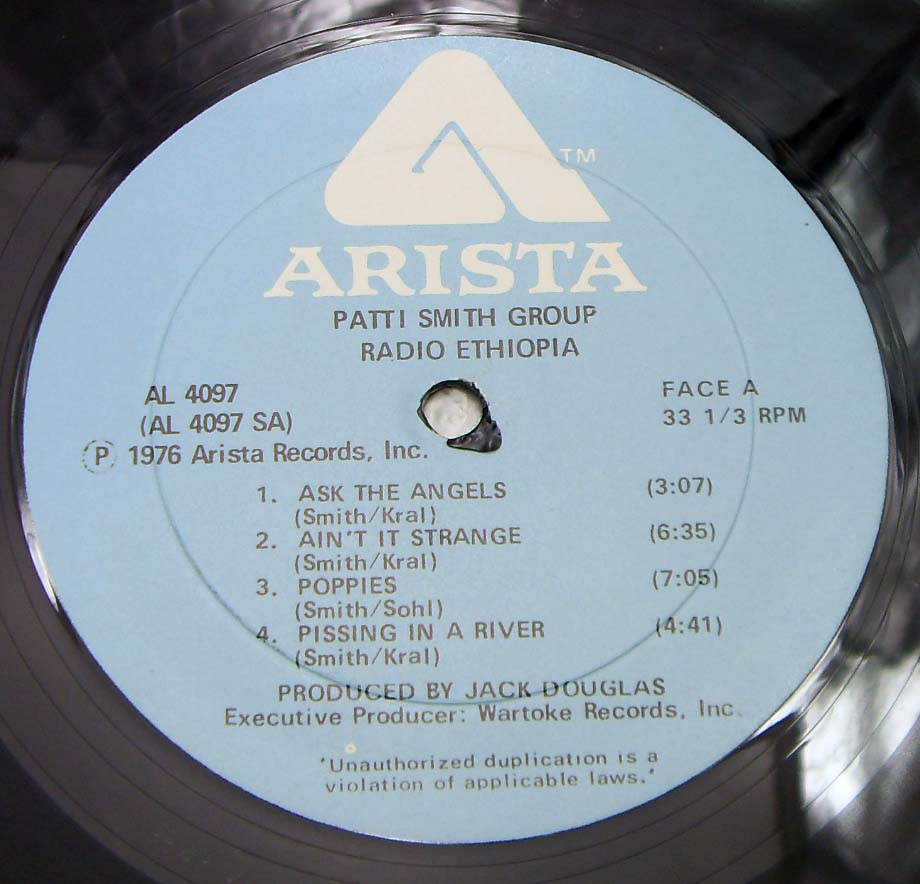 TM
ARISTA
PATTI SMITH GROUP
RADIO ETHIOPIA
AL 4097
(AL 4097 SA)
Ⓟ 1976 Arista Records, Inc.
FACE A
33 1/3 RPM
1. ASK THE ANGELS (3:07)
(Smith/Kral)
2. AIN'T IT STRANGE (6:35)
(Smith/Kral)
3. POPPIES (7:05)
(Smith/Sohl)
4. PISSING IN A RIVER (4:41)
(Smith/Kral)
PRODUCED BY JACK DOUGLAS
Executive Producer: Wartoke Records, Inc.
"Unauthorized duplication is a
violation of applicable laws."